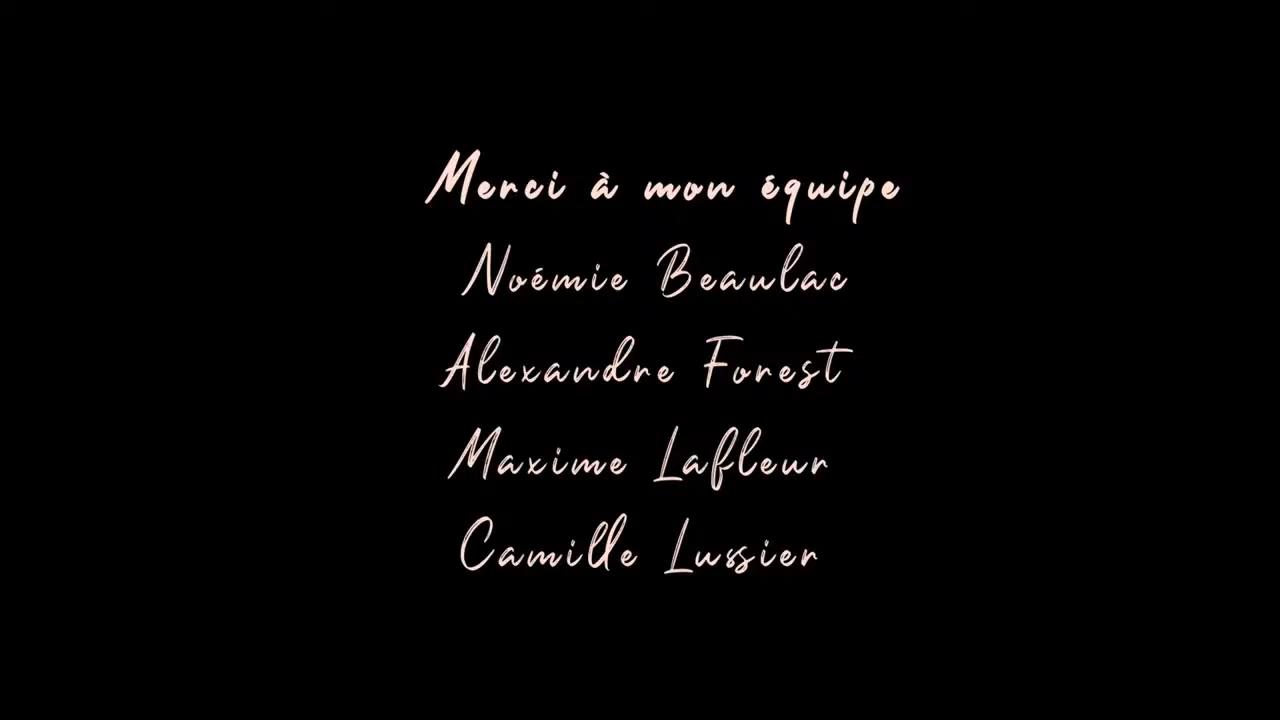 Merci à mon équipe
Noémie Beaulac
Alexandre Forest
Maxime Lafleur
Camille Lussier